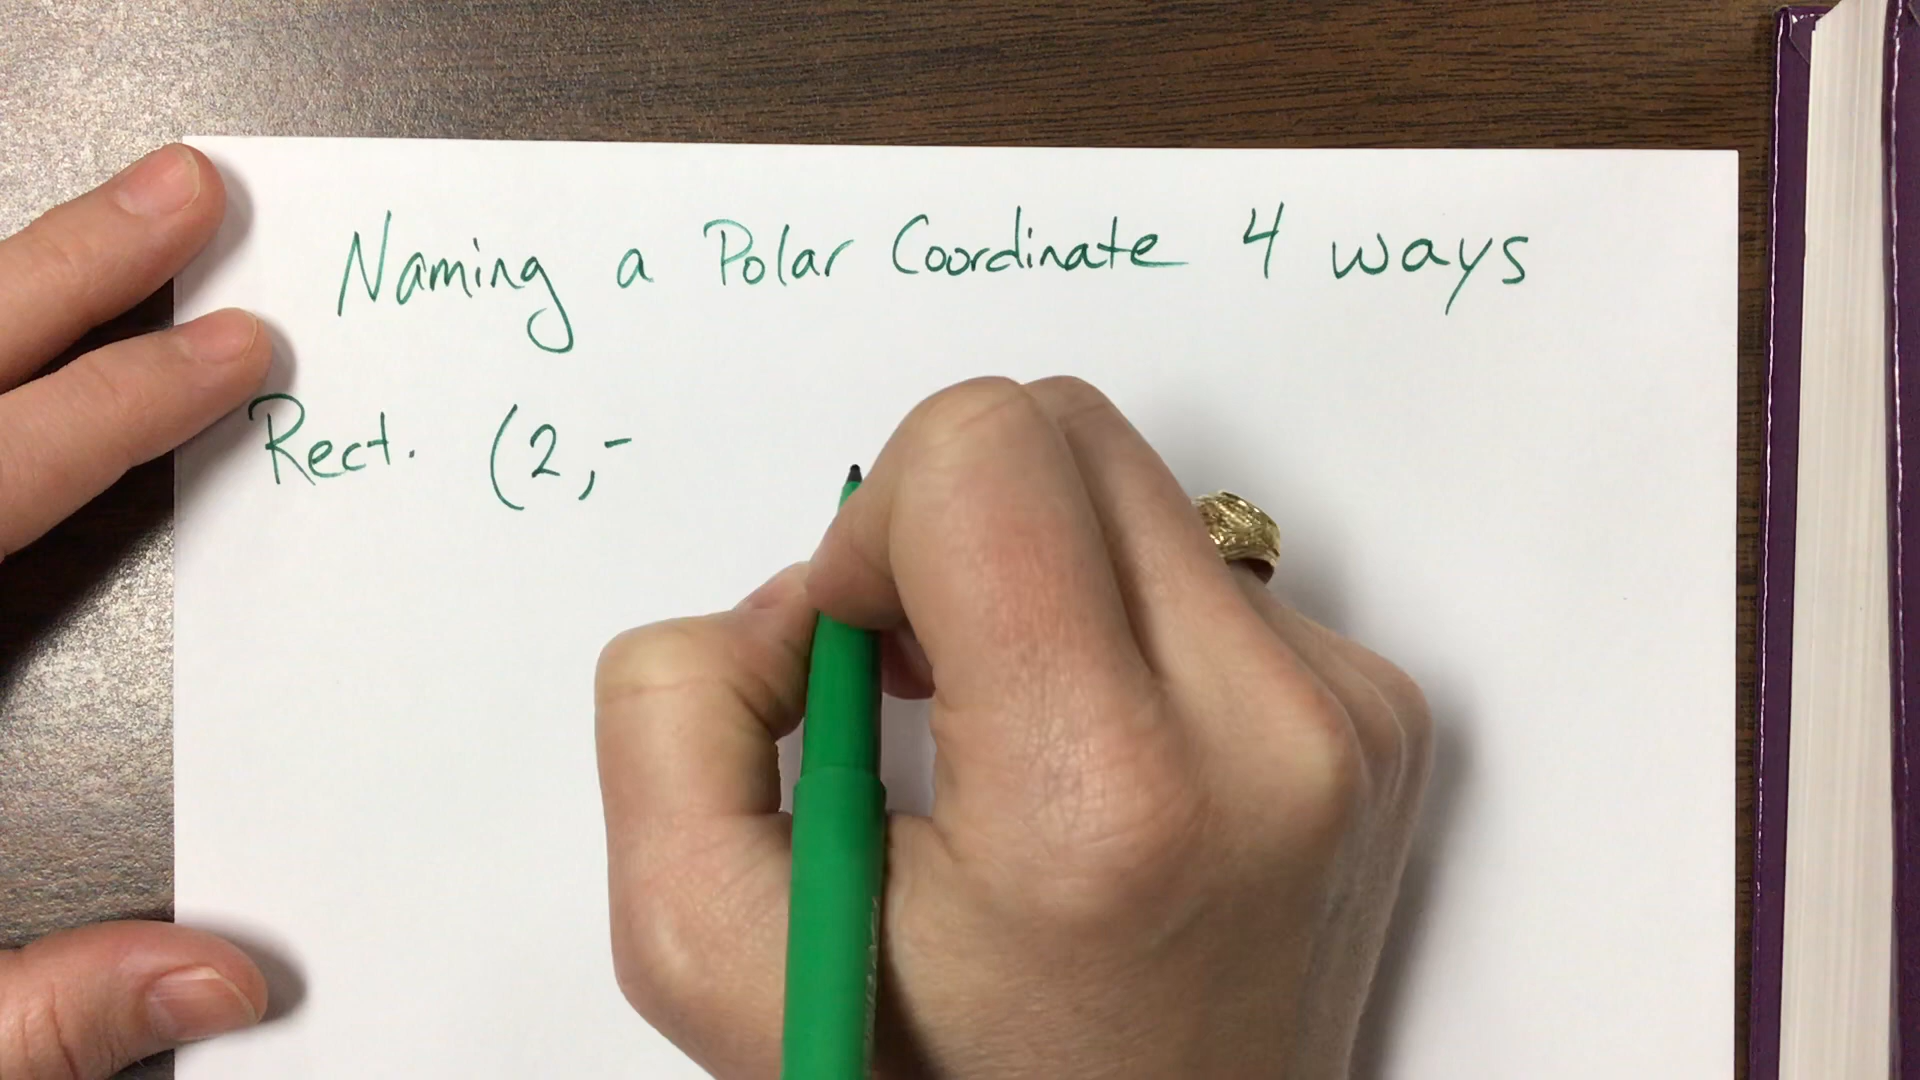 Naming a Polar Coordinate 4 ways
Rect. (2,-